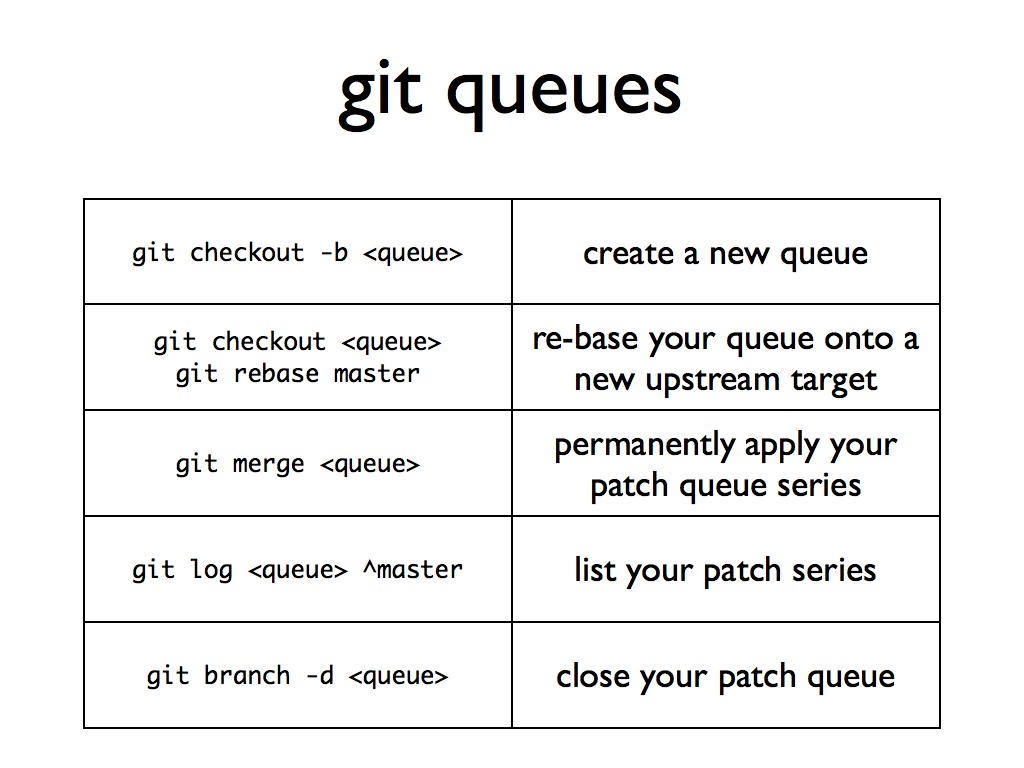 git queues
git checkout -b <queue>
create a new queue
git checkout <queue>
git rebase master
re-base your queue onto a
new upstream target
git merge <queue>
permanently apply your
patch queue series
git log <queue> ^master
list your patch series
git branch -d <queue>
close your patch queue